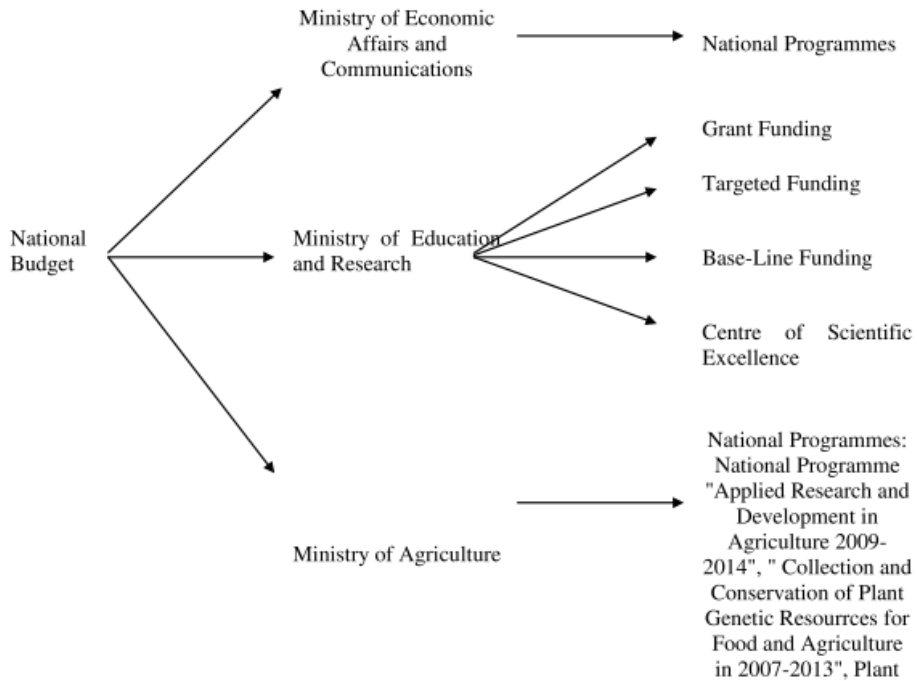 Ministry of Economic
Affairs and
Communications
National Programmes
Grant Funding
Targeted Funding
National
Budget
Ministry of Education
and Research
Base-Line Funding
Centre of Scientific
Excellence
Ministry of Agriculture
National Programmes:
National Programme
"Applied Research and
Development in
Agriculture 2009-
2014", " Collection and
Conservation of Plant
Genetic Resourrces for
Food and Agriculture
in 2007-2013", Plant